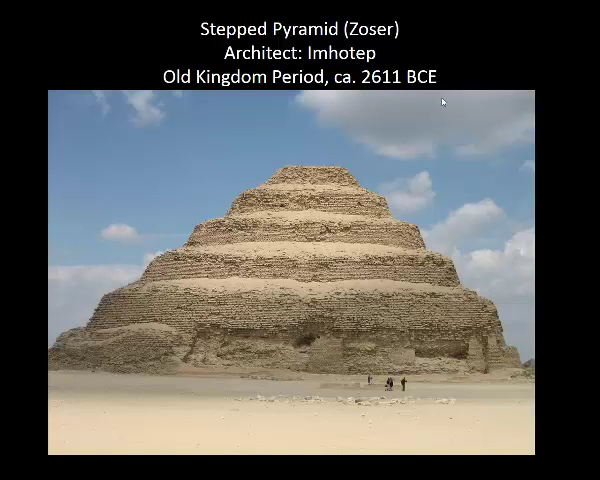 Stepped Pyramid (Zoser)
Architect: Imhotep
Old Kingdom Period, ca. 2611 BCE